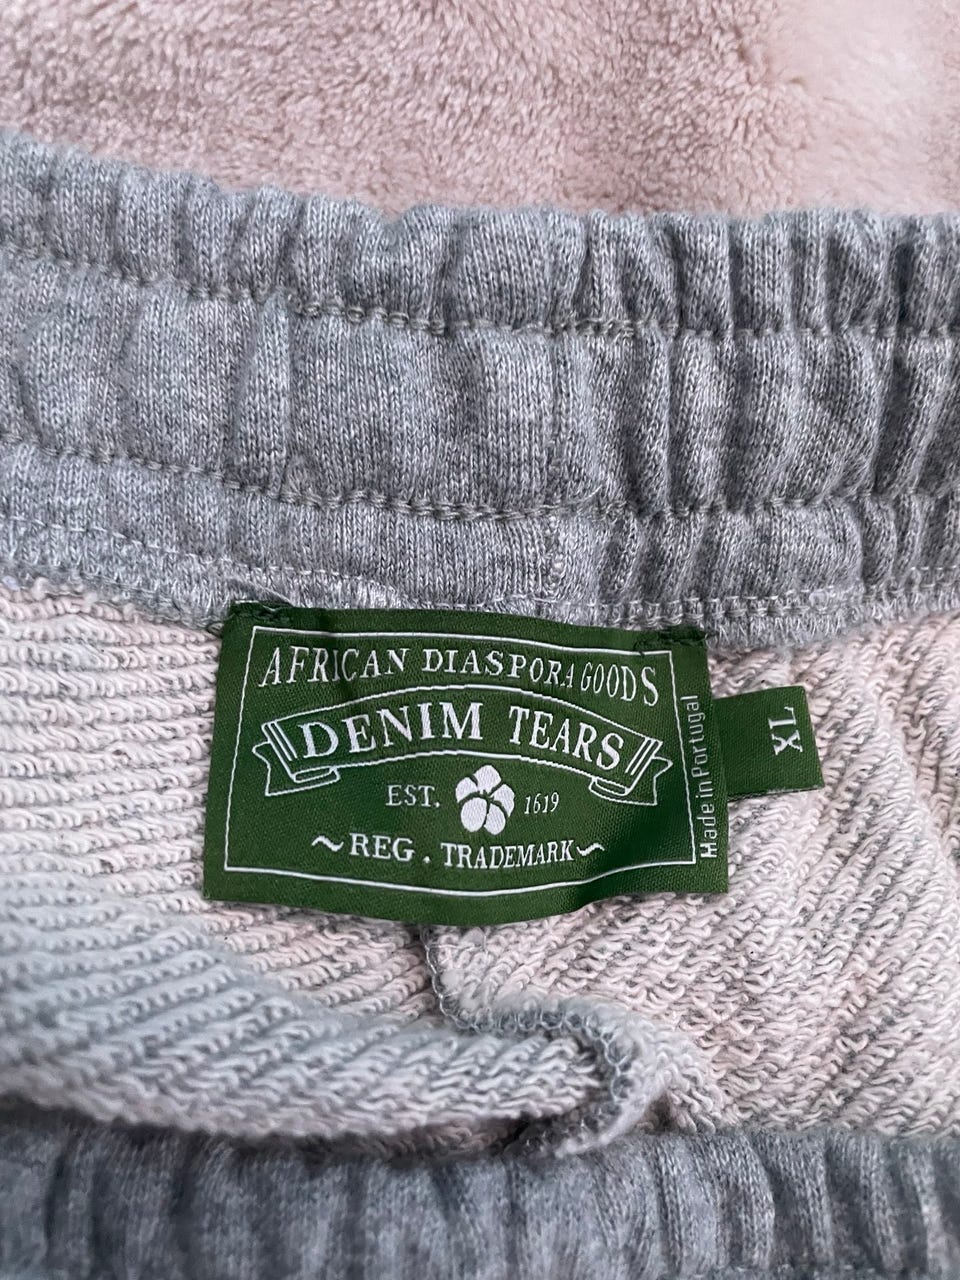 AFRICAN DIASPORA GOODS
DENIM TEARS
EST. 1619
~REG. TRADEMARK~
Made in Portugal
XL